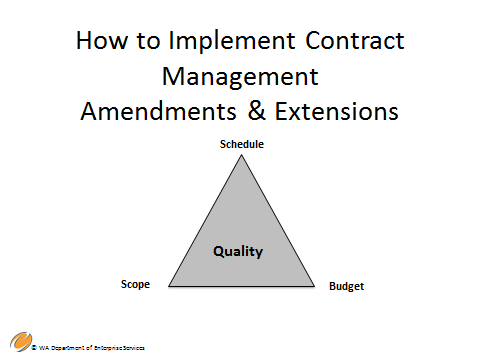 How to Implement Contract
Management
Amendments & Extensions
Schedule
Quality
Scope
Budget
© WA Department of Enterprise Services